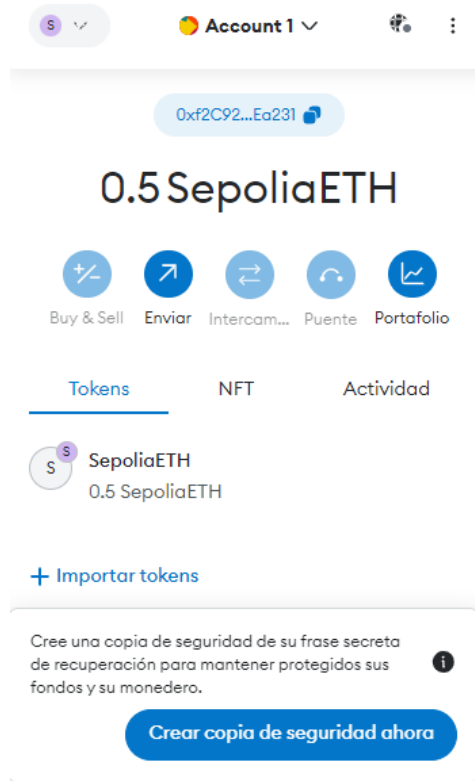 S
Account 1
0xf2C92...Ea231
0.5 SepoliaETH
Buy & Sell Enviar Intercam... Puente Portafolio
Tokens NFT Actividad
S
S
SepoliaETH
0.5 SepoliaETH
+ Importar tokens
Cree una copia de seguridad de su frase secreta
de recuperación para mantener protegidos sus
fondos y su monedero.
Crear copia de seguridad ahora